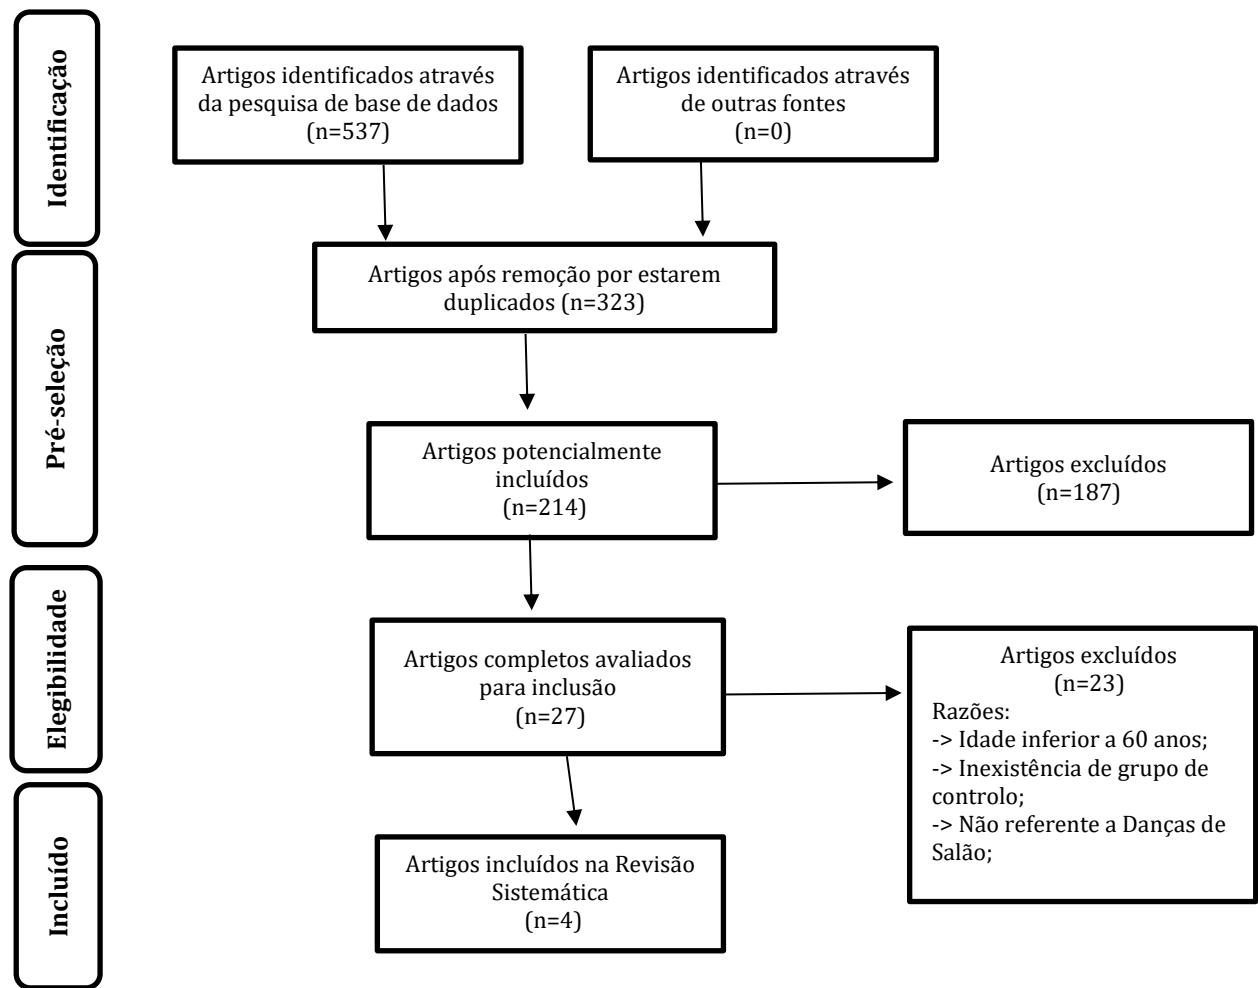 Identificação
Artigos identificados através
da pesquisa de base de dados
(n=537)
Artigos identificados através
de outras fontes
(n=0)
Pré-seleção
Artigos após remoção por estarem
duplicados (n=323)
Artigos potencialmente
incluídos
(n=214)
Artigos excluídos
(n=187)
Elegibilidade
Artigos completos avaliados
para inclusão
(n=27)
Artigos excluídos
(n=23)
Razões:
-> Idade inferior a 60 anos;
-> Inexistência de grupo de
controlo;
-> Não referente a Danças de
Salão;
Incluído
Artigos incluídos na Revisão
Sistemática
(n=4)